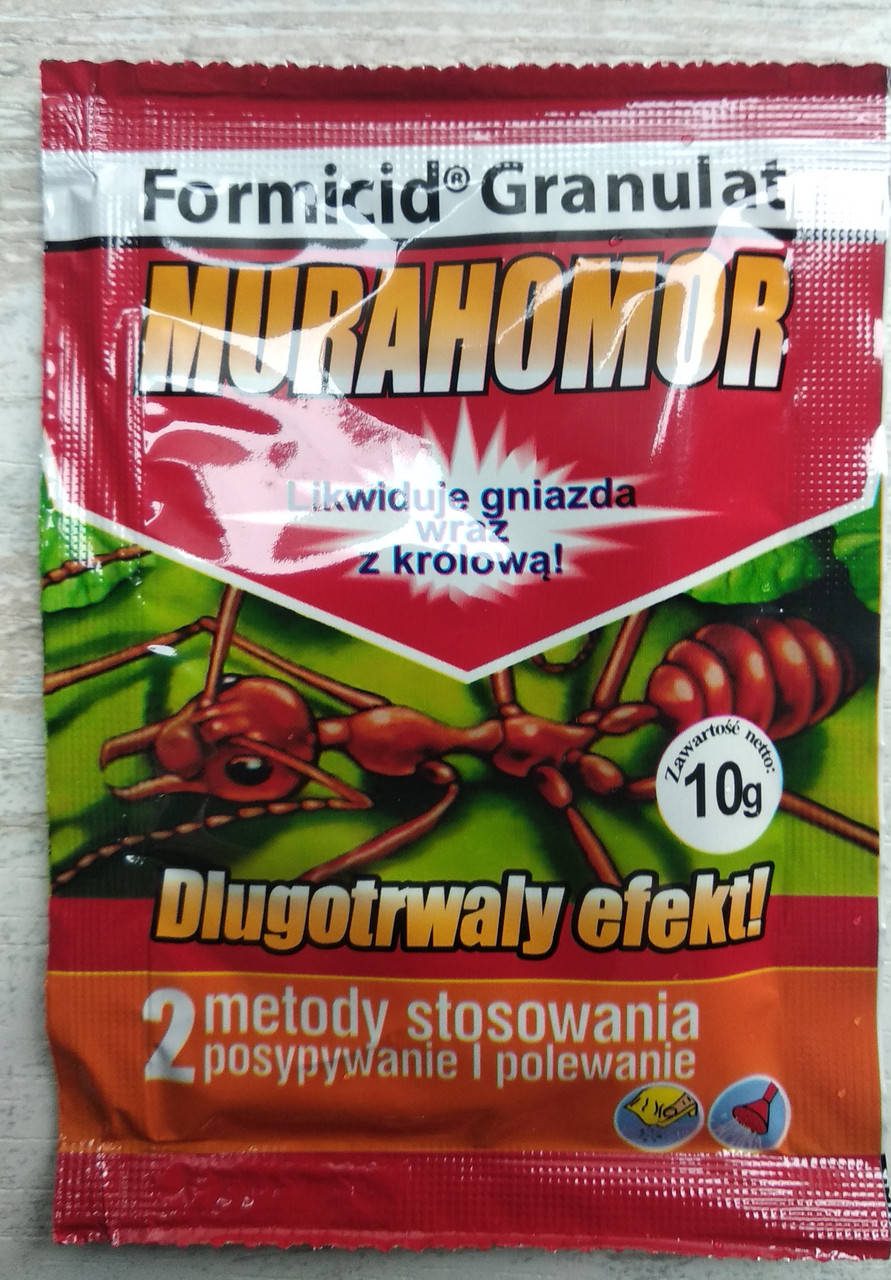 Formicid® Granulat
MURAHOMOR
Likwiduje gniazda
wraz
z królową!
Zawartość netto:
10g
Dlugotrwaly efekt!
2 metody stosowania
posypywanie I polewanie